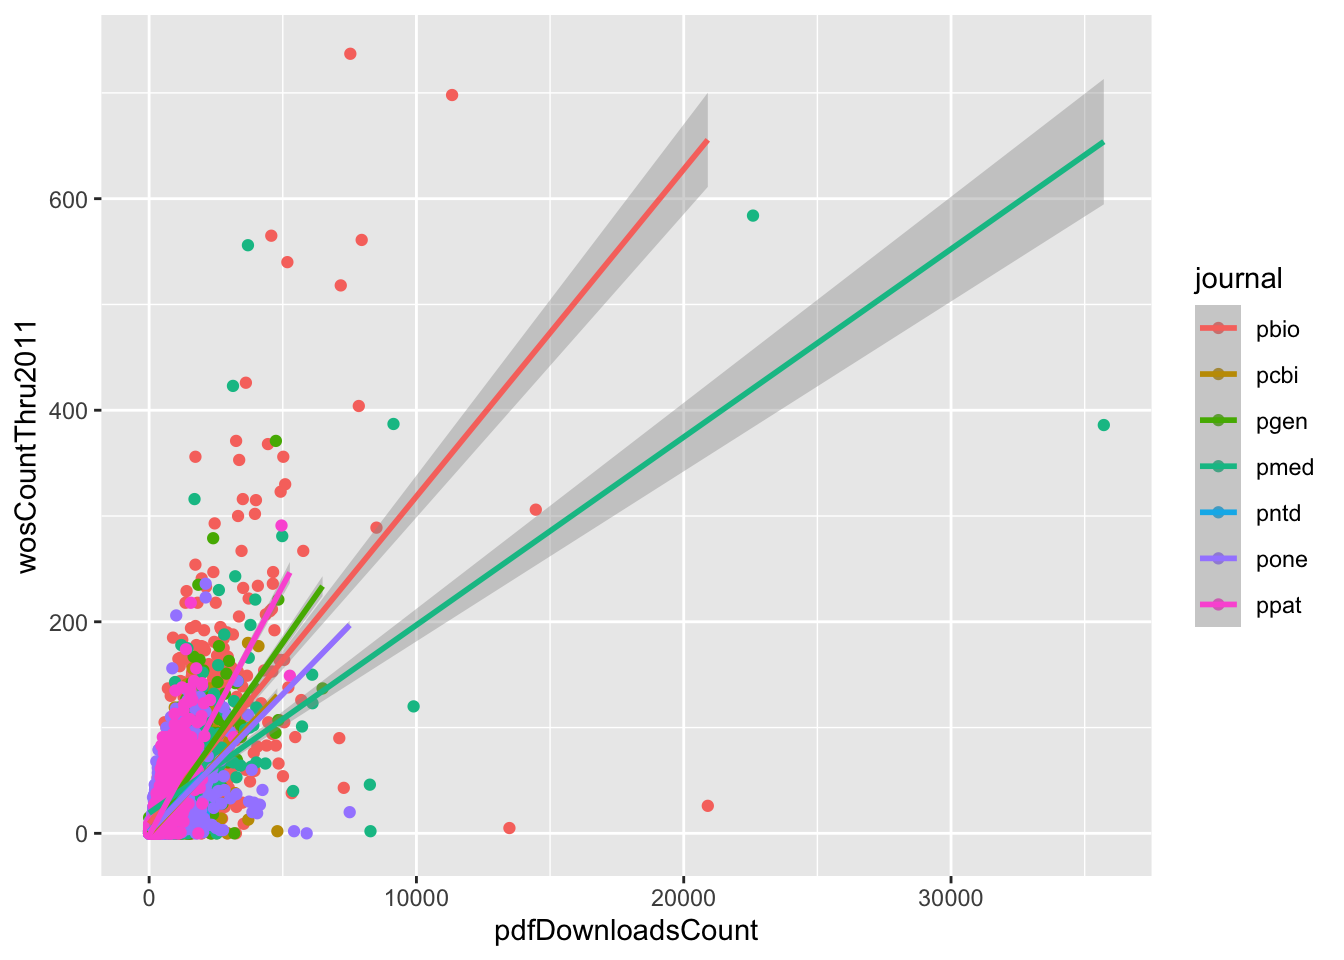 wosCountThru2011
600
400
200
0
0 10000 20000 30000
pdfDownloadsCount
journal
pbio
pcbi
pgen
pmed
pntd
pone
ppat